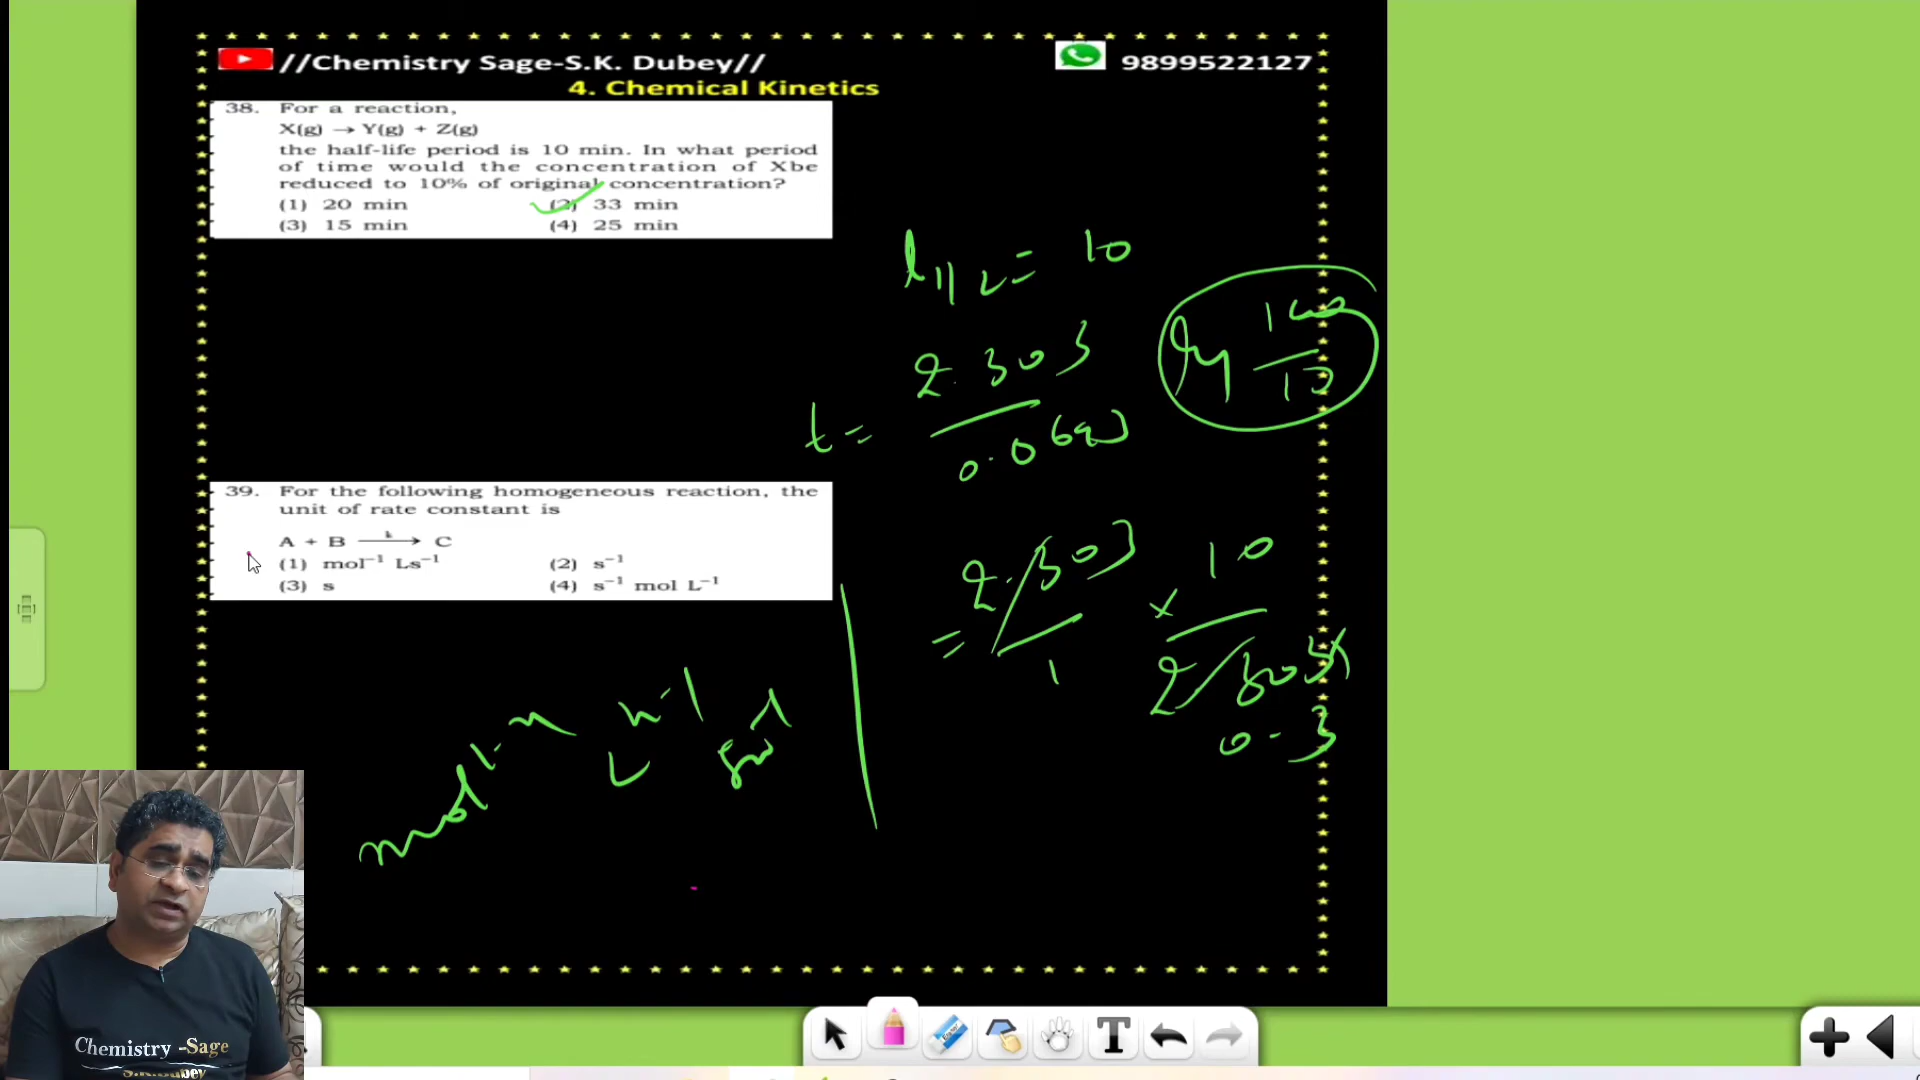 //Chemistry Sage-S.K. Dubey//
9899522127
4. Chemical Kinetics
38. For a reaction,
X(g) → Y(g) + Z(g)
the half-life period is 10 min. In what period
of time would the concentration of Xbe
reduced to 10% of original concentration?
(1) 20 min (2) 33 min
(3) 15 min (4) 25 min
39. For the following homogeneous reaction, the
unit of rate constant is
A + B —k→ C
(1) mol⁻¹ Ls⁻¹ (2) s⁻¹
(3) s (4) s⁻¹ mol L⁻¹
t 1/2 = 10
t = 2.303 / 0.0693
100 / 10
= 2.303 / 1 × 10 / 2.303 × 0.3
mol 1-n L n-1
Chemistry -Sage
S.K.Dubey
T